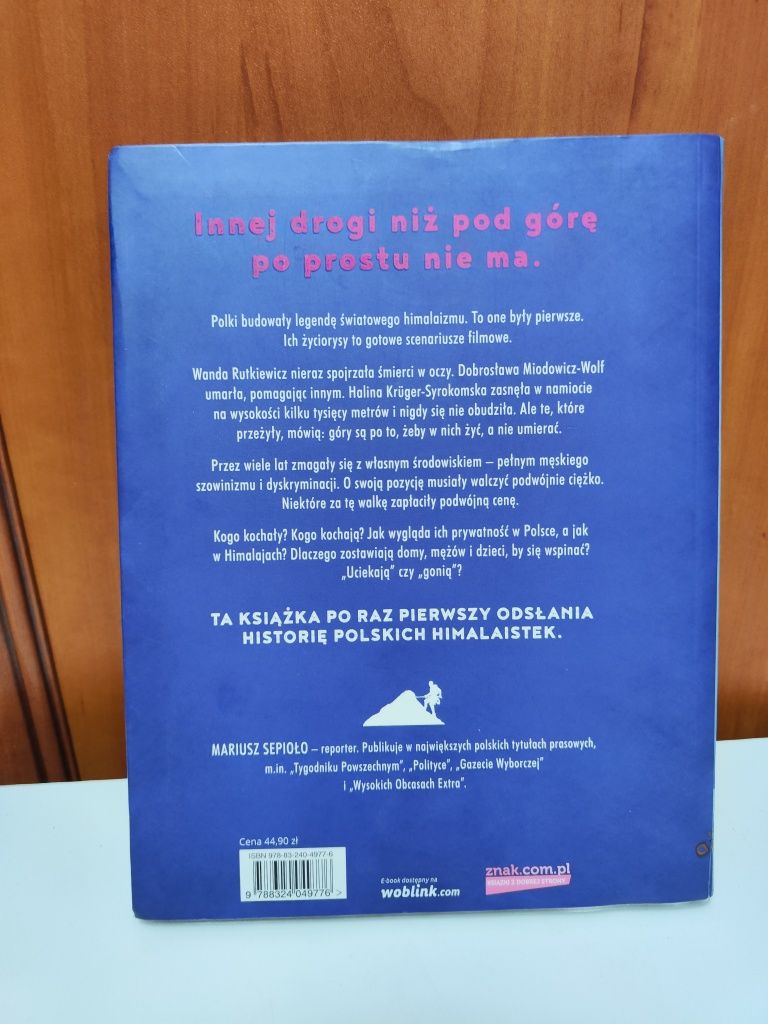 Innej drogi niż pod górę
po prostu nie ma.
Polki budowały legendę światowego himalaizmu. To one były pierwsze.
Ich życiorysy to gotowe scenariusze filmowe.
Wanda Rutkiewicz nieraz spojrzała śmierci w oczy. Dobrosława Miodowicz-Wolf
umarła, pomagając innym. Halina Krüger-Syrokomska zasnęła w namiocie
na wysokości kilku tysięcy metrów i nigdy się nie obudziła. Ale te, które
przeżyły, mówią: góry są po to, żeby w nich żyć, a nie umierać.
Przez wiele lat zmagały się z własnym środowiskiem – pełnym męskiego
szowinizmu i dyskryminacji. O swoją pozycję musiały walczyć podwójnie ciężko.
Niektóre za tę walkę zapłaciły podwójną cenę.
Kogo kochały? Kogo kochają? Jak wygląda ich prywatność w Polsce, a jak
w Himalajach? Dlaczego zostawiają domy, mężów i dzieci, by się wspinać?
„Uciekają” czy „gonią”?
TA KSIĄŻKA PO RAZ PIERWSZY ODSŁANIA
HISTORIĘ POLSKICH HIMALAISTEK.
MARIUSZ SEPIOŁO – reporter. Publikuje w największych polskich tytułach prasowych,
m.in. „Tygodniku Powszechnym”, „Polityce”, „Gazecie Wyborczej”
i „Wysokich Obcasach Extra”.
Cena 44,90 zł
ISBN 978-83-240-4977-6
9 788324 049776 >
E-book dostępny na
woblink.com
znak.com.pl
KSIĄŻKI Z DOBREJ STRONY